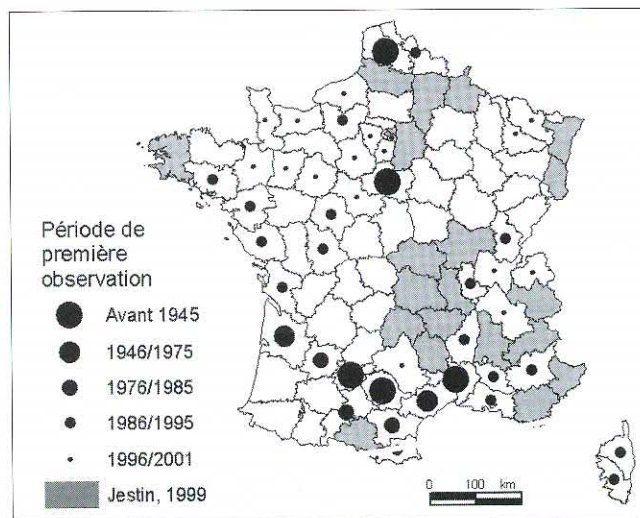 Période de
première
observation
Avant 1945
1946/1975
1976/1985
1986/1995
1996/2001
Jestin, 1999
0 100 km